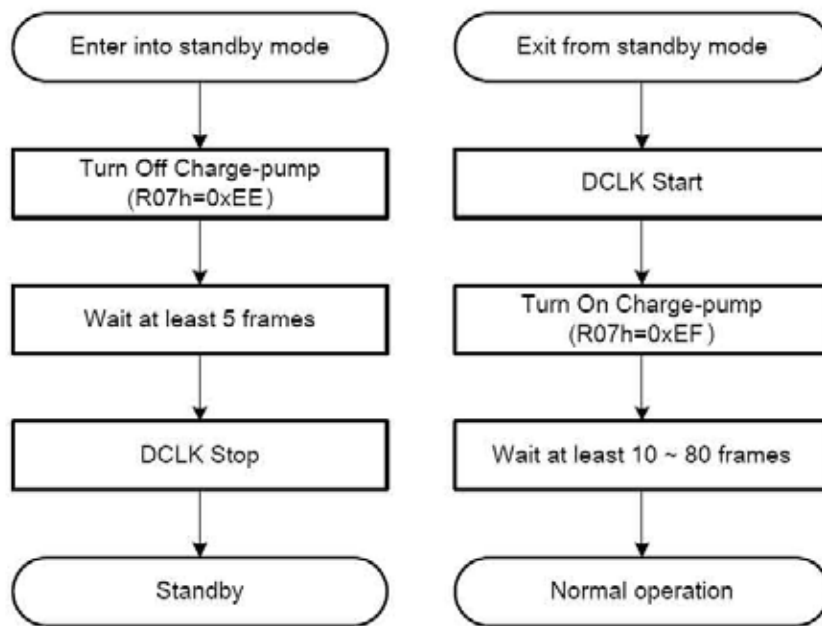 Enter into standby mode
Turn Off Charge-pump
(R07h=0xEE)
Wait at least 5 frames
DCLK Stop
Standby
Exit from standby mode
DCLK Start
Turn On Charge-pump
(R07h=0xEF)
Wait at least 10 ~ 80 frames
Normal operation